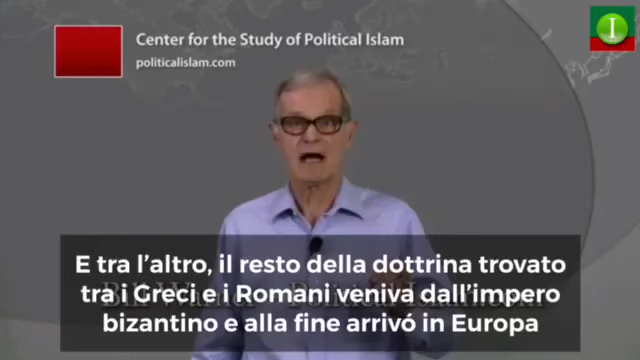 Center for the Study of Political Islam
politicalislam.com
I
E tra l'altro, il resto della dottrina trovato
tra i Greci e i Romani veniva dall'impero
bizantino e alla fine arrivó in Europa